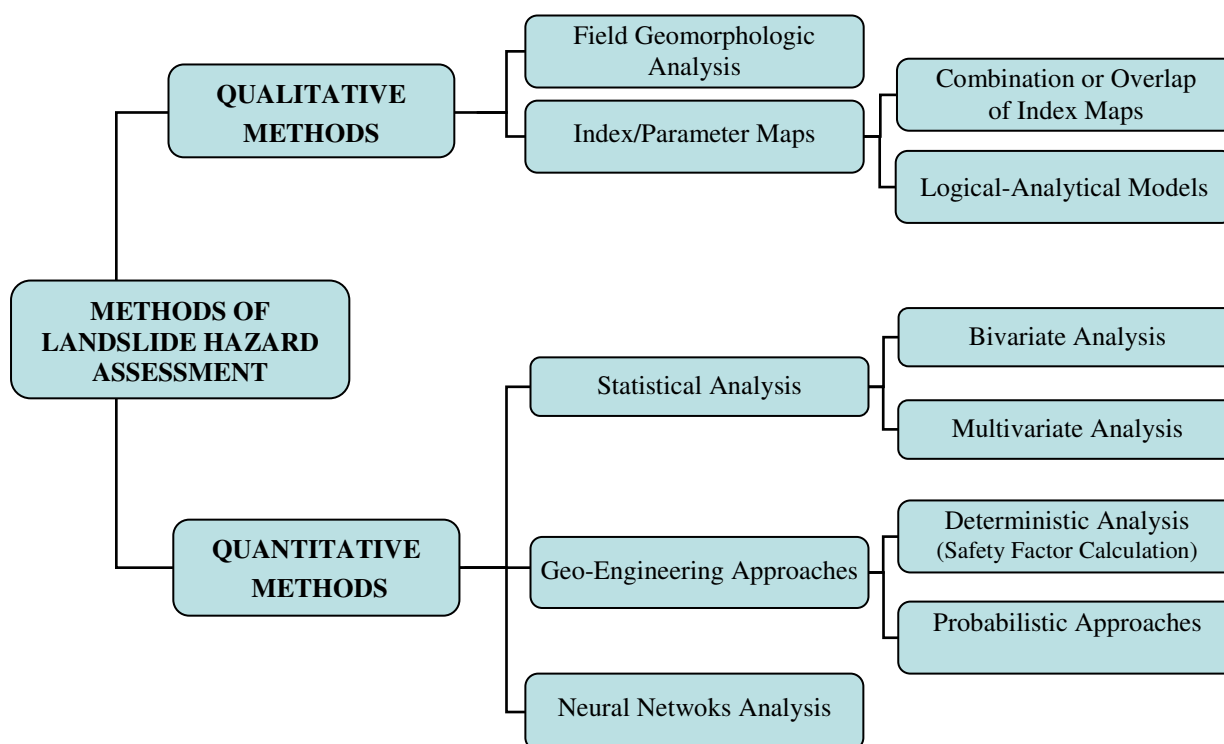 Field Geomorphologic
Analysis
QUALITATIVE
METHODS
Index/Parameter Maps
Combination or Overlap
of Index Maps
Logical-Analytical Models
METHODS OF
LANDSLIDE HAZARD
ASSESSMENT
Statistical Analysis
Bivariate Analysis
Multivariate Analysis
QUANTITATIVE
METHODS
Geo-Engineering Approaches
Deterministic Analysis
(Safety Factor Calculation)
Probabilistic Approaches
Neural Netwoks Analysis